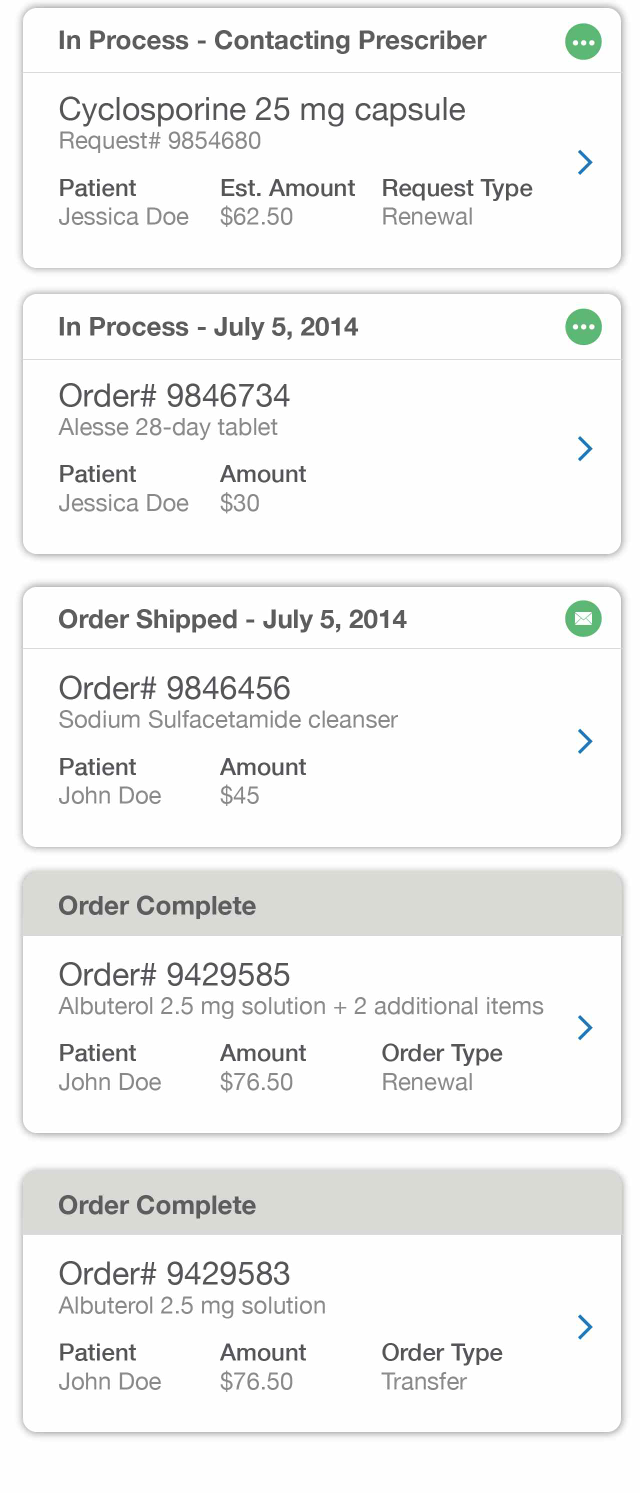 In Process - Contacting Prescriber
Cyclosporine 25 mg capsule
Request# 9854680
Patient Est. Amount Request Type
Jessica Doe $62.50 Renewal
In Process - July 5, 2014
Order# 9846734
Alesse 28-day tablet
Patient Amount
Jessica Doe $30
Order Shipped - July 5, 2014
Order# 9846456
Sodium Sulfacetamide cleanser
Patient Amount
John Doe $45
Order Complete
Order# 9429585
Albuterol 2.5 mg solution + 2 additional items
Patient Amount Order Type
John Doe $76.50 Renewal
Order Complete
Order# 9429583
Albuterol 2.5 mg solution
Patient Amount Order Type
John Doe $76.50 Transfer